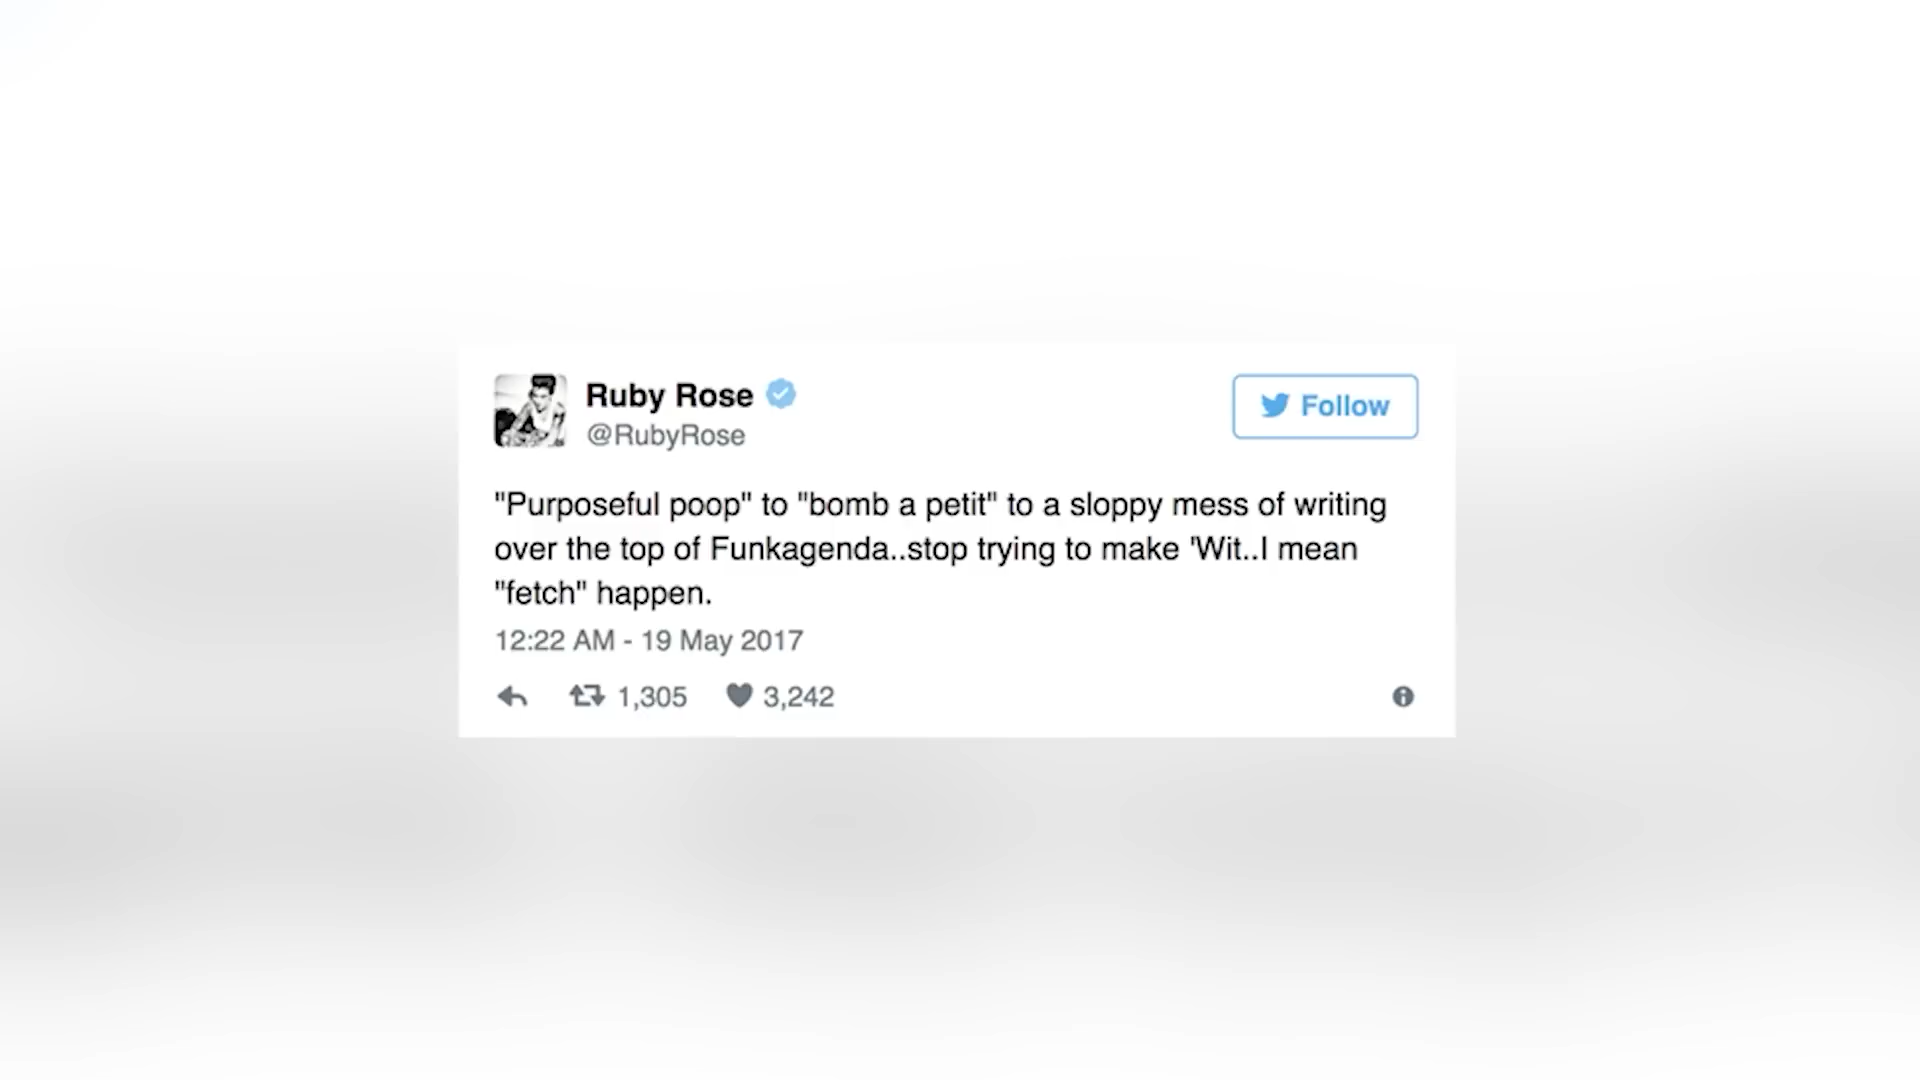 Ruby Rose
@RubyRose
Follow
"Purposeful poop" to "bomb a petit" to a sloppy mess of writing
over the top of Funkagenda..stop trying to make 'Wit..I mean
"fetch" happen.
12:22 AM - 19 May 2017
1,305 3,242